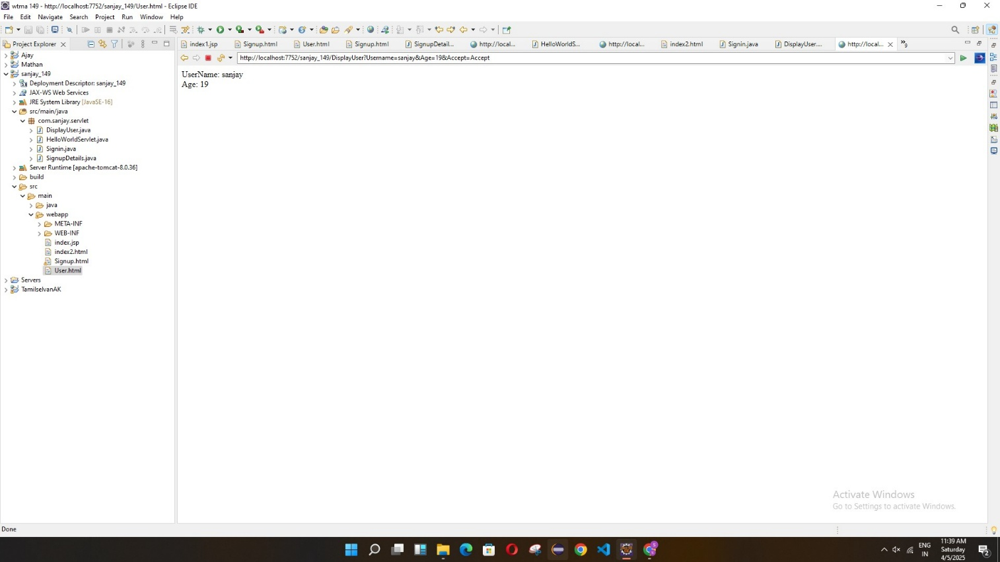 wtma 149 - http://localhost:7752/sanjay_149/User.html - Eclipse IDE
File Edit Navigate Search Project Run Window Help
Project Explorer
index1.jsp Signup.html User.html Signup.html SignupDetail... http://local... HelloWorldS... http://local... index2.html Signin.java DisplayUser.... http://local... »9
http://localhost:7752/sanjay_149/DisplayUser?Username=sanjay&Age=19&Accept=Accept
Ajay
Mathan
sanjay_149
Deployment Descriptor: sanjay_149
JAX-WS Web Services
JRE System Library [JavaSE-16]
src/main/java
com.sanjay.servlet
DisplayUser.java
HelloWorldServlet.java
Signin.java
SignupDetails.java
Server Runtime [apache-tomcat-8.0.36]
build
src
main
java
webapp
META-INF
WEB-INF
index.jsp
index2.html
Signup.html
User.html
Servers
TamilselvanAK
UserName: sanjay
Age: 19
Activate Windows
Go to Settings to activate Windows.
Done
ENG
IN
11:39 AM
Saturday
4/5/2025
2